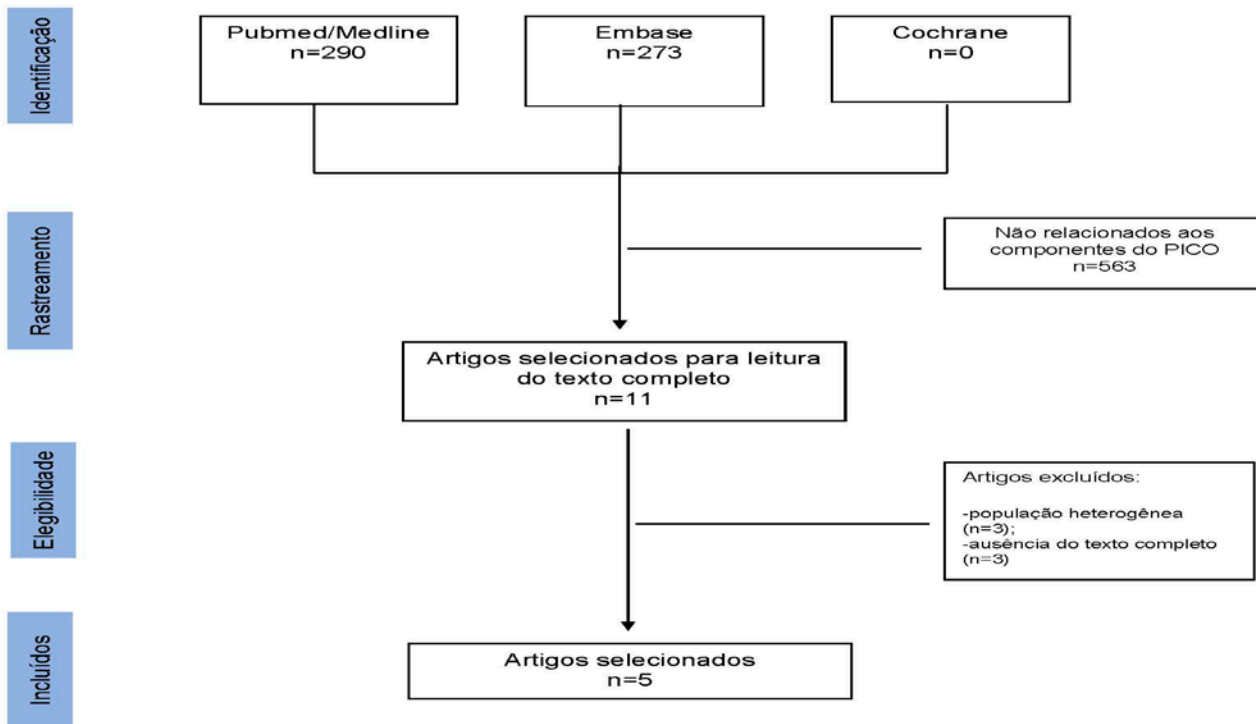 Identificação
Pubmed/Medline
n=290
Embase
n=273
Cochrane
n=0
Rastreamento
Não relacionados aos
componentes do PICO
n=563
Artigos selecionados para leitura
do texto completo
n=11
Elegibilidade
Artigos excluídos:
-população heterogênea
(n=3);
-ausência do texto completo
(n=3)
Incluídos
Artigos selecionados
n=5